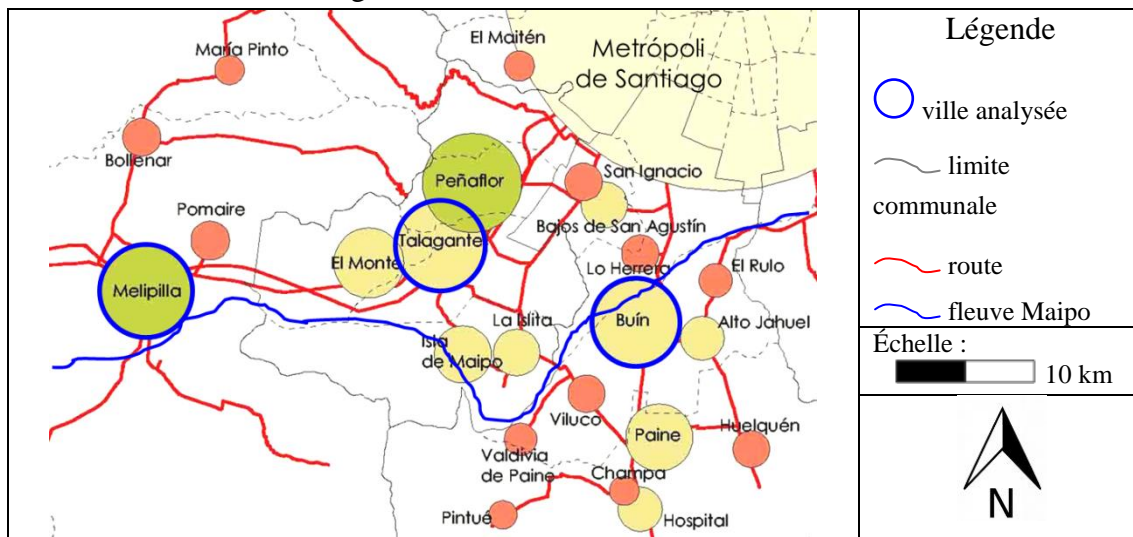 El Maitén
María Pinto
Metrópoli
de Santiago
Bollenar
Peñaflor
San Ignacio
Pomaire
Bajos de San Agustín
Talagante
El Monte
Lo Herrera
El Rulo
Melipilla
Buín
Alto Jahuel
La Islita
Isla
de Maipo
Viluco
Paine
Huelquén
Valdivia
de Paine
Champa
Pintué
Hospital
Légende
ville analysée
limite
communale
route
fleuve Maipo
Échelle :
10 km
N